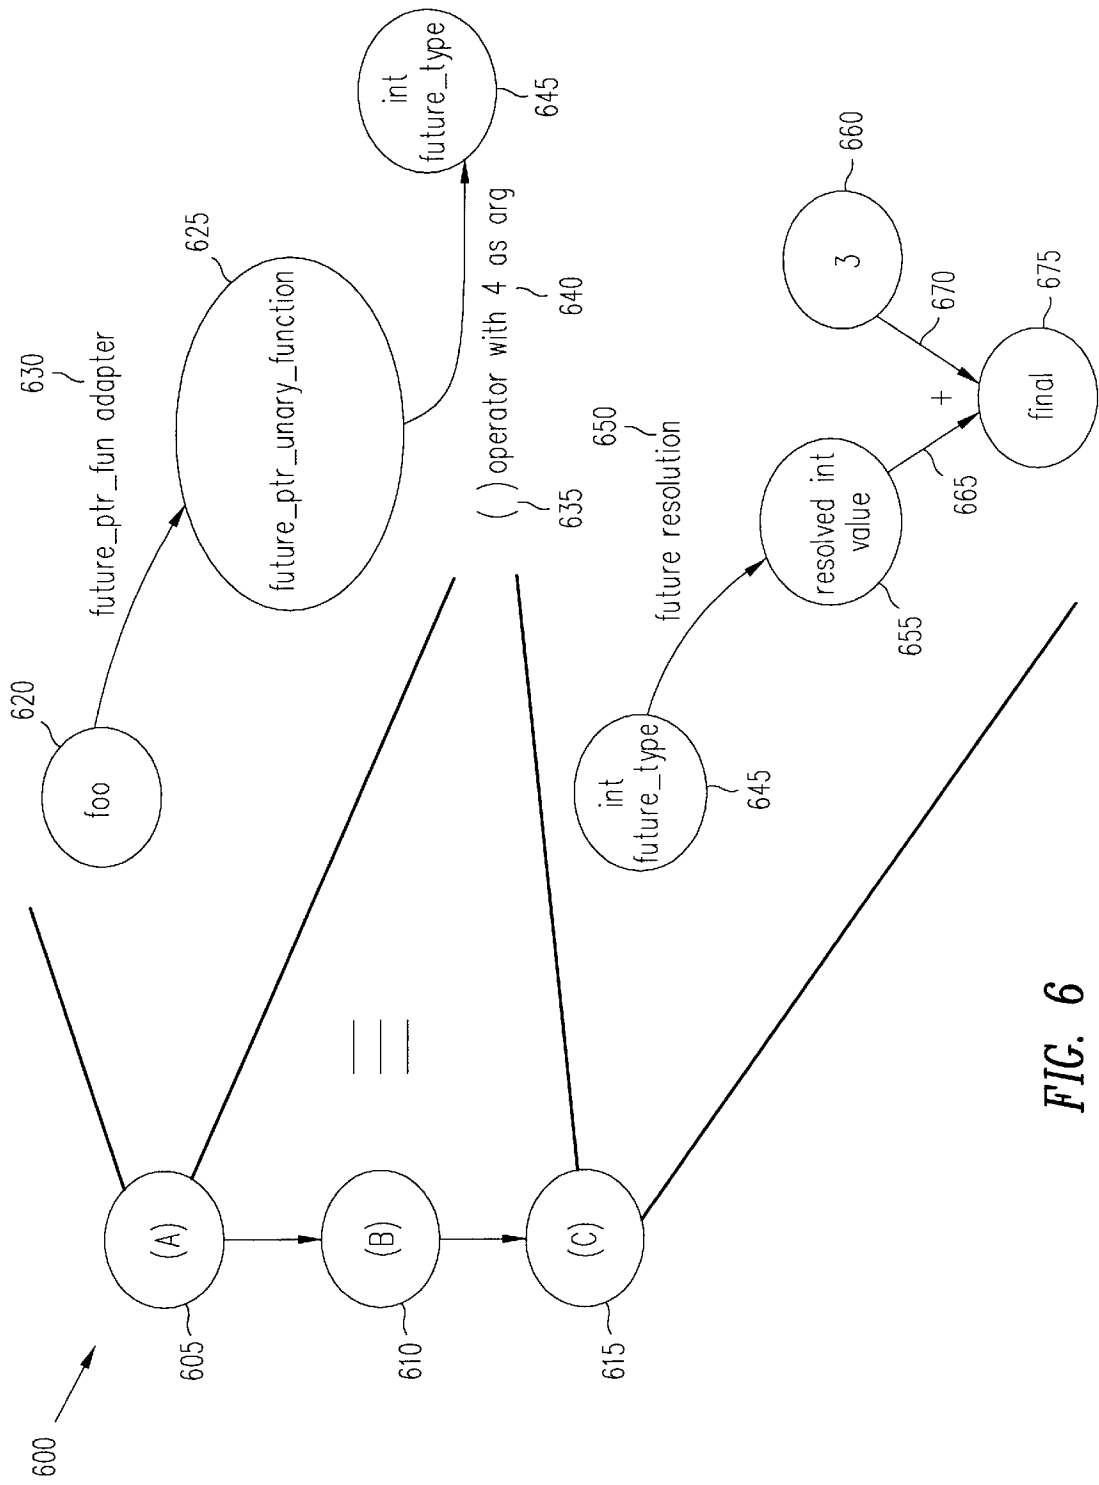 600
(A)
605
(B)
610
(C)
615
foo
620
630
future_ptr_fun adapter
625
future_ptr_unary_function
( ) operator with 4 as arg
635
640
int
future_type
645
int
future_type
645
650
future resolution
resolved int
value
655
3
660
665
+
670
final
675
FIG. 6